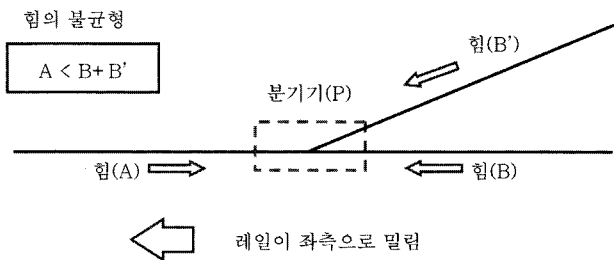 힘의 불균형
A < B+ B’
힘(B’)
분기기(P)
힘(A)
힘(B)
레일이 좌측으로 밀림